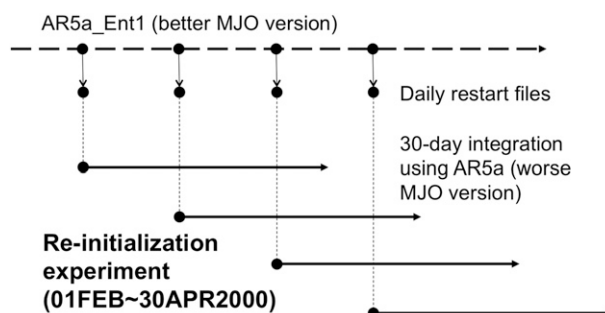 AR5a_Ent1 (better MJO version)
Daily restart files
30-day integration
using AR5a (worse
MJO version)
Re-initialization
experiment
(01FEB~30APR2000)